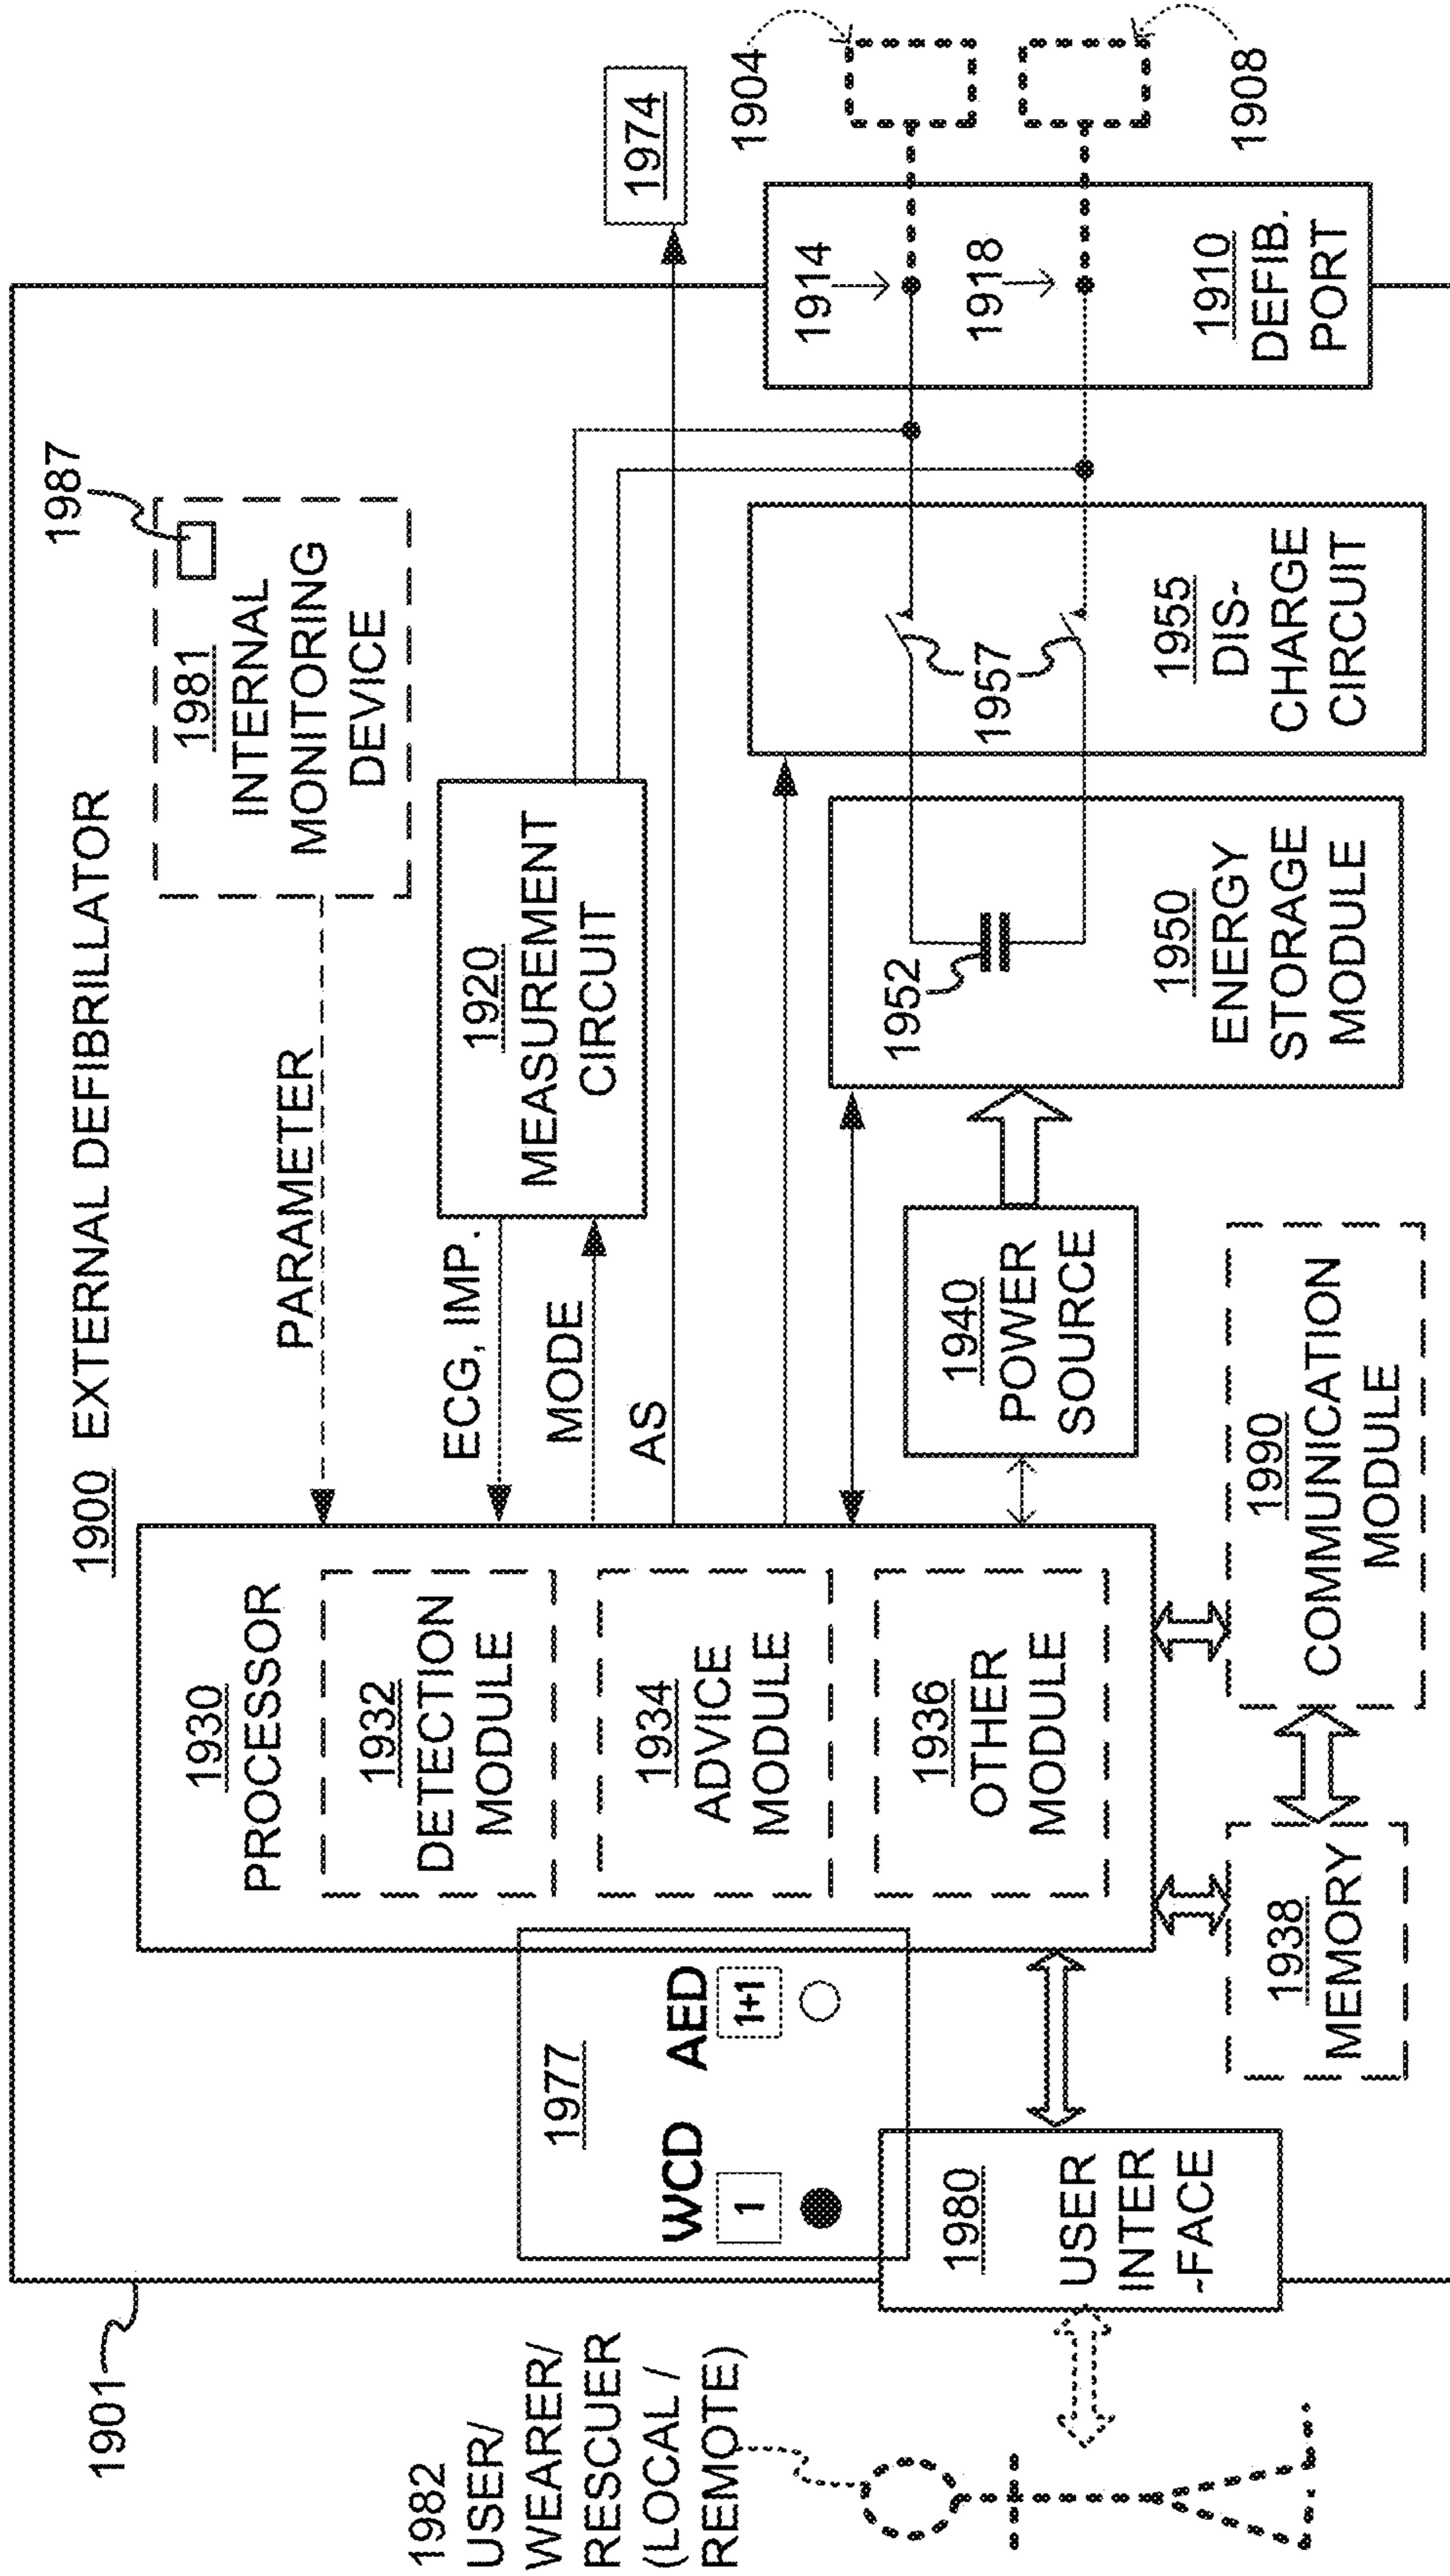 1901
1900 EXTERNAL DEFIBRILLATOR
1987
1981
INTERNAL
MONITORING
DEVICE
PARAMETER
1930
PROCESSOR
1932
DETECTION
MODULE
1934
ADVICE
MODULE
1936
OTHER
MODULE
ECG, IMP.
MODE
AS
1920
MEASUREMENT
CIRCUIT
1974
1977
WCD AED
1 1+1
1982
USER/
WEARER/
RESCUER
(LOCAL /
REMOTE)
1980
USER
INTER
-FACE
1938
MEMORY
1990
COMMUNICATION
MODULE
1940
POWER
SOURCE
1952
1950
ENERGY
STORAGE
MODULE
1957
1955
DIS-
CHARGE
CIRCUIT
1914
1918
1910
DEFIB.
PORT
1904
1908